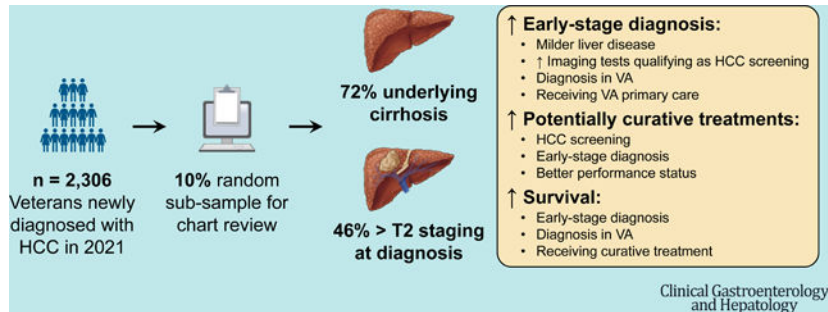 n = 2,306
Veterans newly
diagnosed with
HCC in 2021
10% random
sub-sample for
chart review
72% underlying
cirrhosis
46% > T2 staging
at diagnosis
↑ Early-stage diagnosis:
• Milder liver disease
• ↑ Imaging tests qualifying as HCC screening
• Diagnosis in VA
• Receiving VA primary care
↑ Potentially curative treatments:
• HCC screening
• Early-stage diagnosis
• Better performance status
↑ Survival:
• Early-stage diagnosis
• Diagnosis in VA
• Receiving curative treatment
Clinical Gastroenterology
and Hepatology